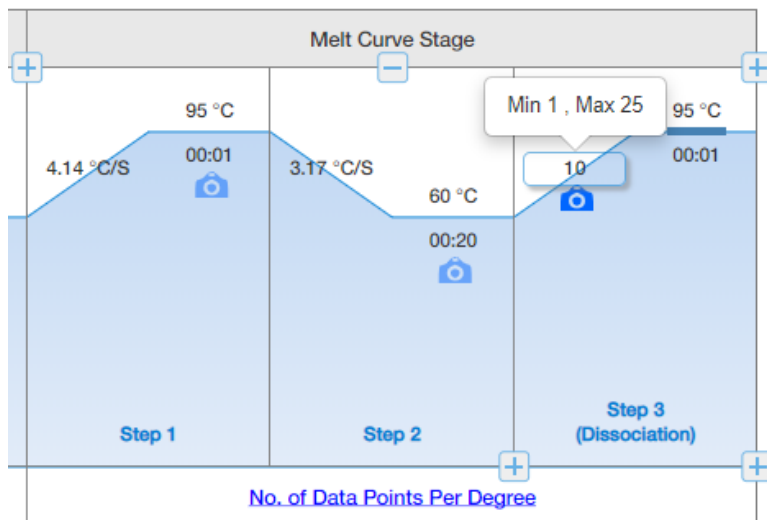 Melt Curve Stage
Min 1 , Max 25
95 °C
95 °C
4.14 °C/S
00:01
3.17 °C/S
10
00:01
60 °C
00:20
Step 1
Step 2
Step 3
(Dissociation)
No. of Data Points Per Degree